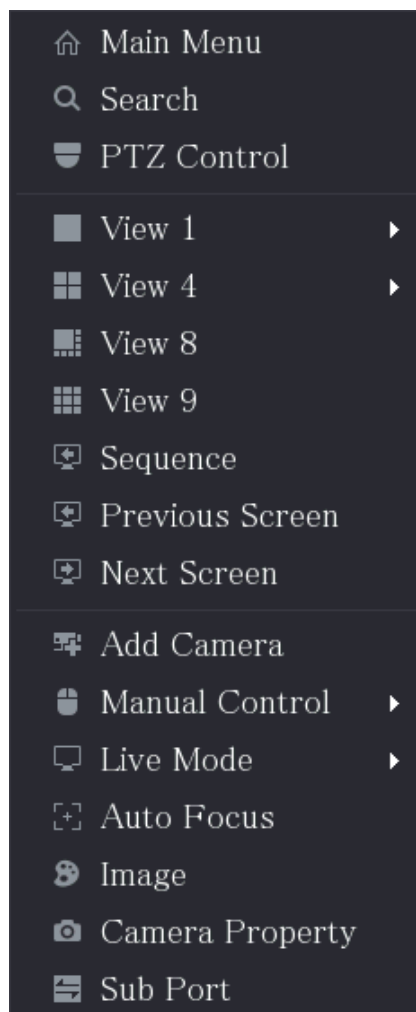 Main Menu
Search
PTZ Control
View 1
View 4
View 8
View 9
Sequence
Previous Screen
Next Screen
Add Camera
Manual Control
Live Mode
Auto Focus
Image
Camera Property
Sub Port